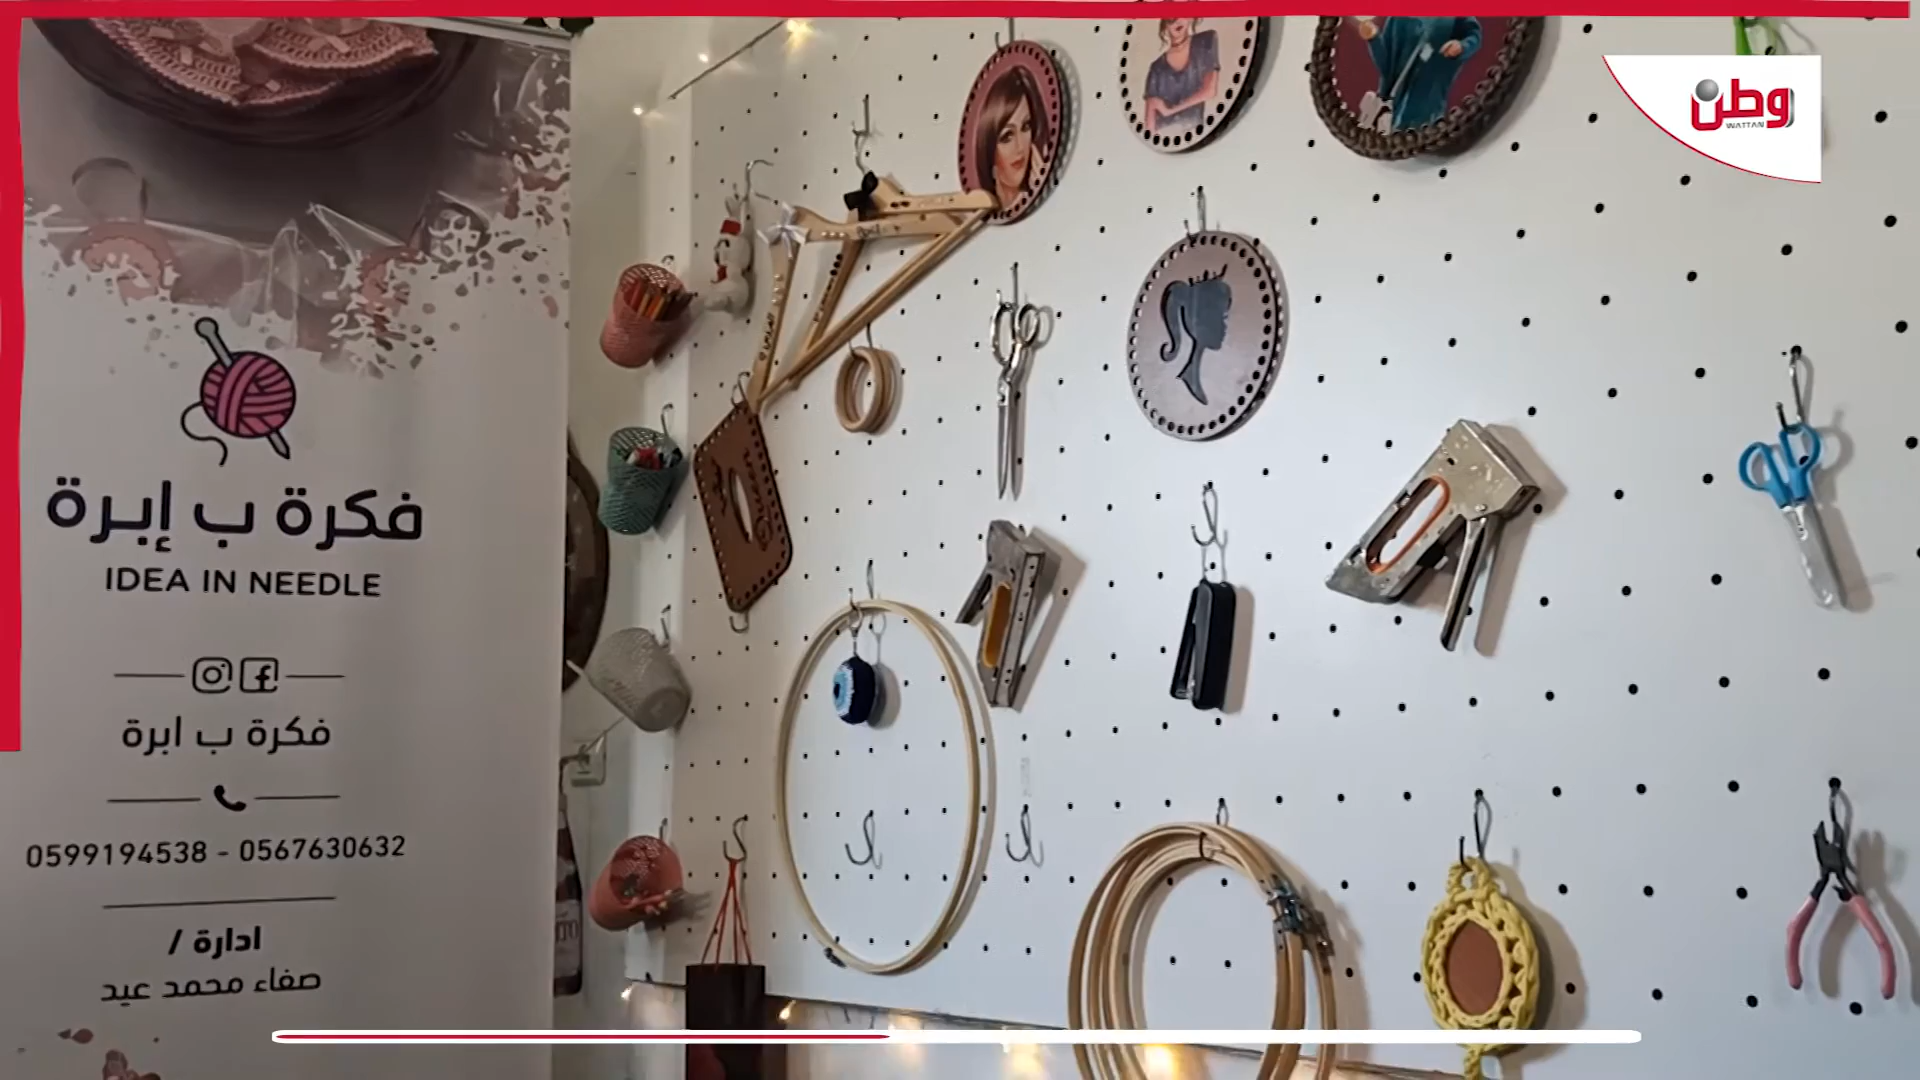 وطن
WATTAN
فكرة ب إبرة
IDEA IN NEEDLE
فكرة ب ابرة
0599194538 - 0567630632
ادارة /
صفاء محمد عيد